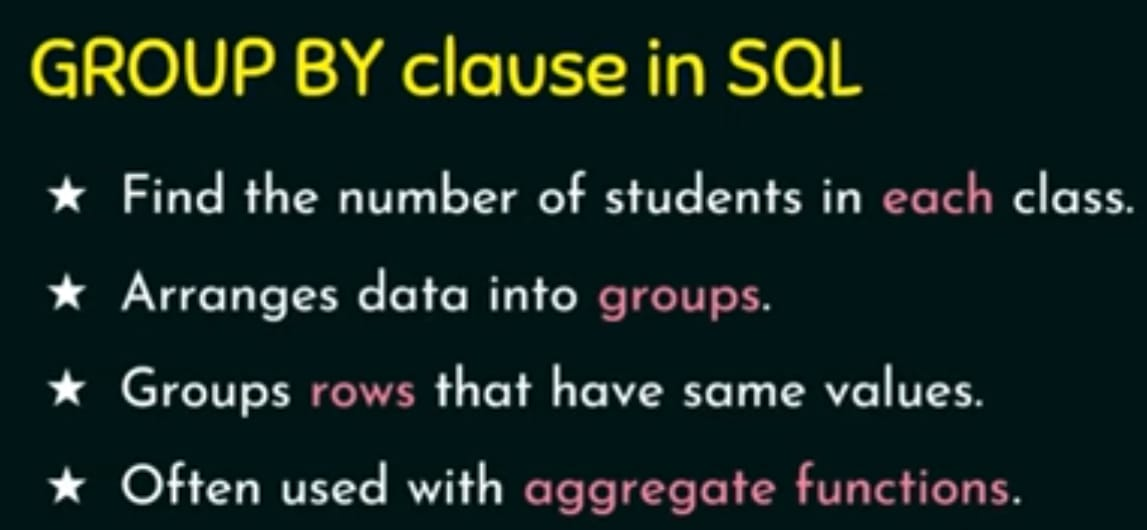 GROUP BY clause in SQL
★ Find the number of students in each class.
★ Arranges data into groups.
★ Groups rows that have same values.
★ Often used with aggregate functions.